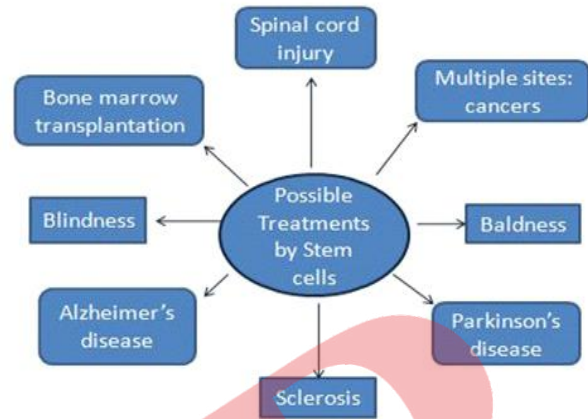 Spinal cord
injury
Multiple sites:
cancers
Bone marrow
transplantation
Possible
Treatments
by Stem
cells
Blindness
Baldness
Alzheimer's
disease
Parkinson's
disease
Sclerosis